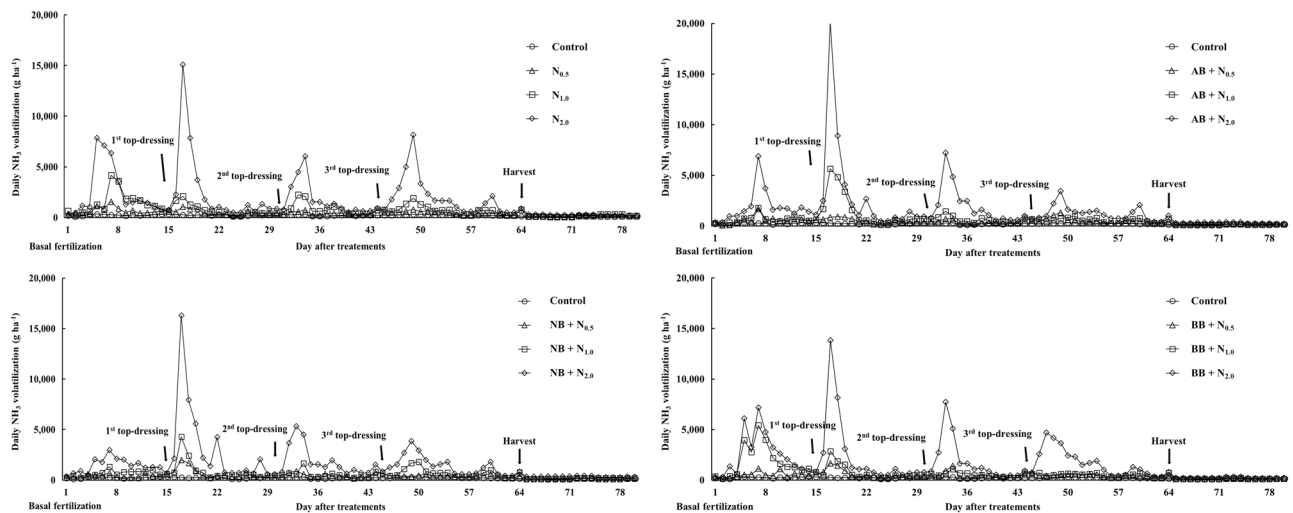 20,000
15,000
10,000
5,000
0
Daily NH3 volatilization (g ha-1)
Control
N0.5
N1.0
N2.0
1st top-dressing
2nd top-dressing
3rd top-dressing
Harvest
1 8 15 22 29 36 43 50 57 64 71 78
Basal fertilization
Day after treatements
20,000
15,000
10,000
5,000
0
Daily NH3 volatilization (g ha-1)
Control
AB + N0.5
AB + N1.0
AB + N2.0
1st top-dressing
2nd top-dressing
3rd top-dressing
Harvest
1 8 15 22 29 36 43 50 57 64 71 78
Basal fertilization
Day after treatements
20,000
15,000
10,000
5,000
0
Daily NH3 volatilization (g ha-1)
Control
NB + N0.5
NB + N1.0
NB + N2.0
1st top-dressing
2nd top-dressing
3rd top-dressing
Harvest
1 8 15 22 29 36 43 50 57 64 71 78
Basal fertilization
Day after treatements
20,000
15,000
10,000
5,000
0
Daily NH3 volatilization (g ha-1)
Control
BB + N0.5
BB + N1.0
BB + N2.0
1st top-dressing
2nd top-dressing
3rd top-dressing
Harvest
1 8 15 22 29 36 43 50 57 64 71 78
Basal fertilization
Day after treatements